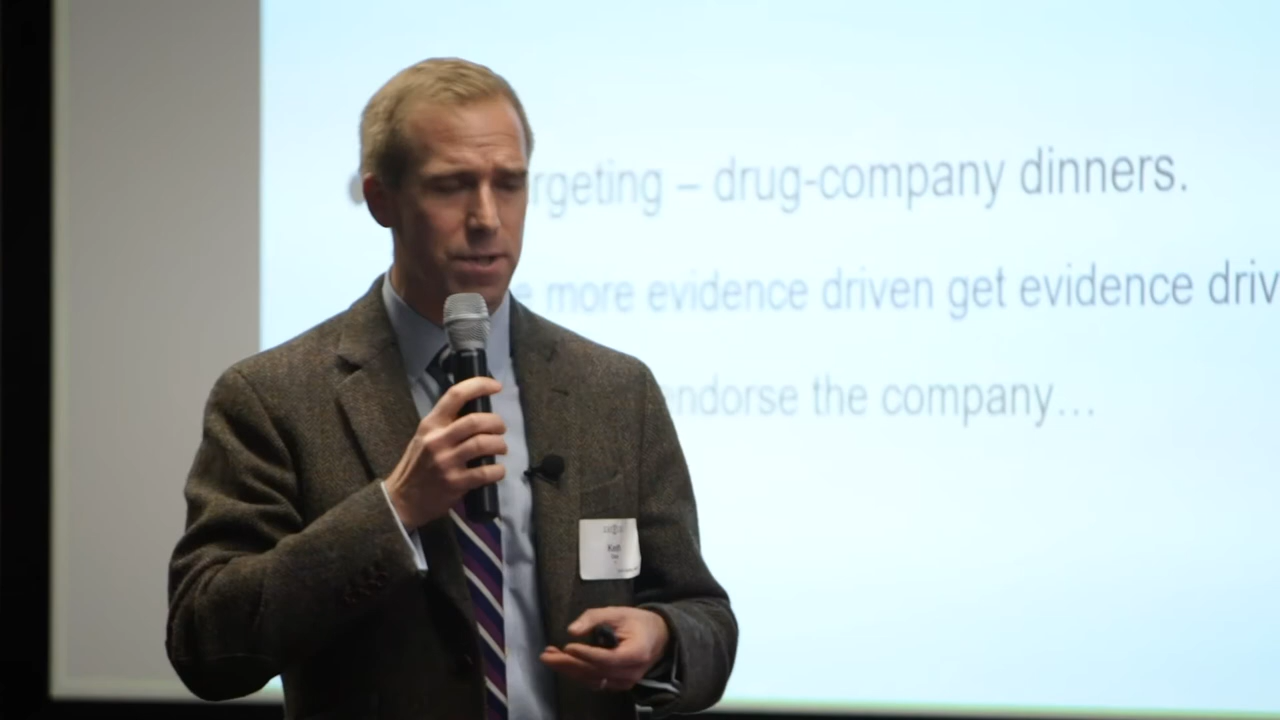 rgeting – drug-company dinners.
e more evidence driven get evidence driv
endorse the company…